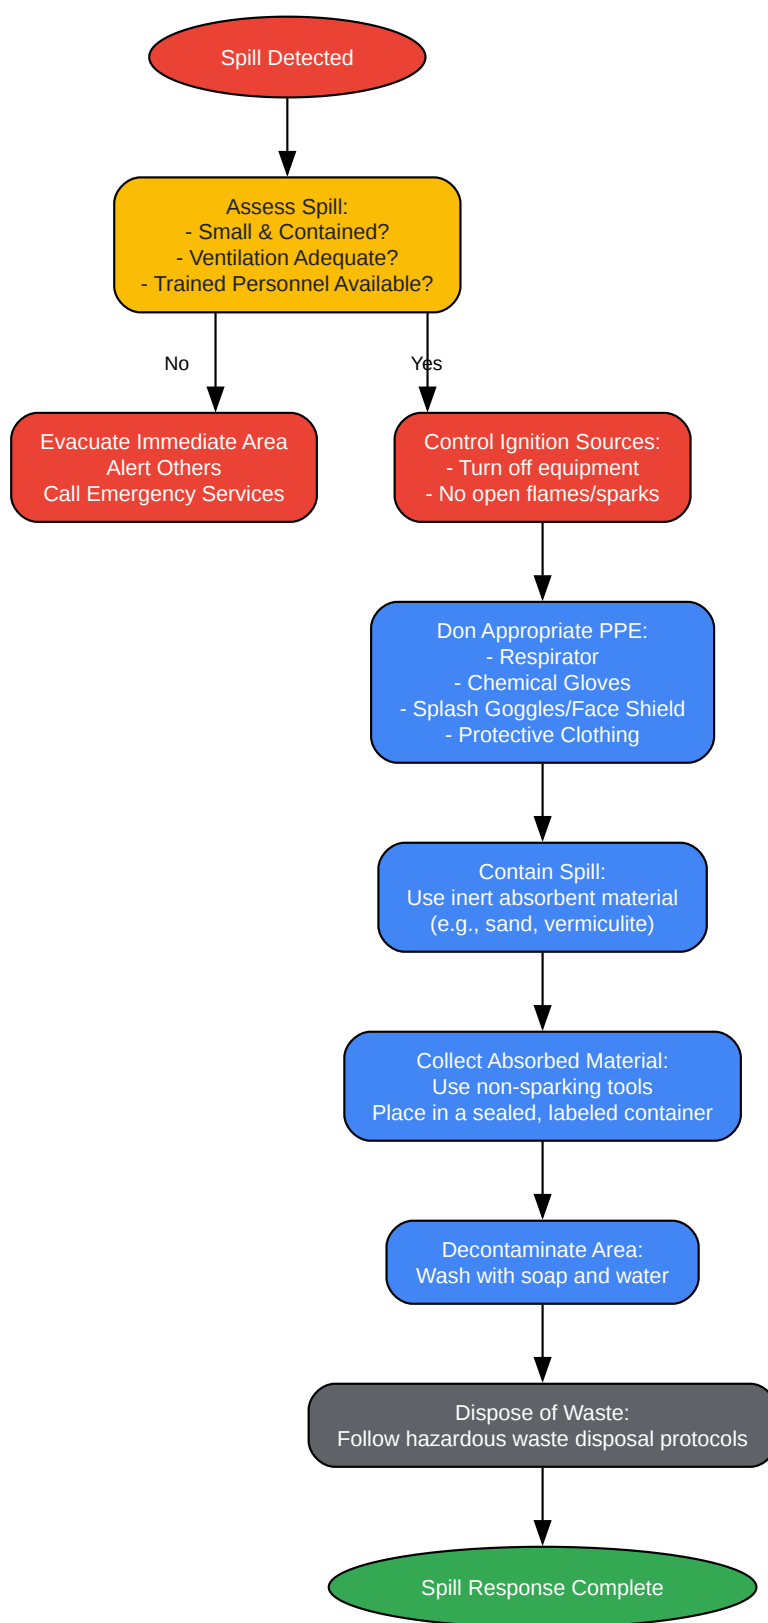 Spill Detected
Assess Spill:
- Small & Contained?
- Ventilation Adequate?
- Trained Personnel Available?
No
Yes
Evacuate Immediate Area
Alert Others
Call Emergency Services
Control Ignition Sources:
- Turn off equipment
- No open flames/sparks
Don Appropriate PPE:
- Respirator
- Chemical Gloves
- Splash Goggles/Face Shield
- Protective Clothing
Contain Spill:
Use inert absorbent material
(e.g., sand, vermiculite)
Collect Absorbed Material:
Use non-sparking tools
Place in a sealed, labeled container
Decontaminate Area:
Wash with soap and water
Dispose of Waste:
Follow hazardous waste disposal protocols
Spill Response Complete